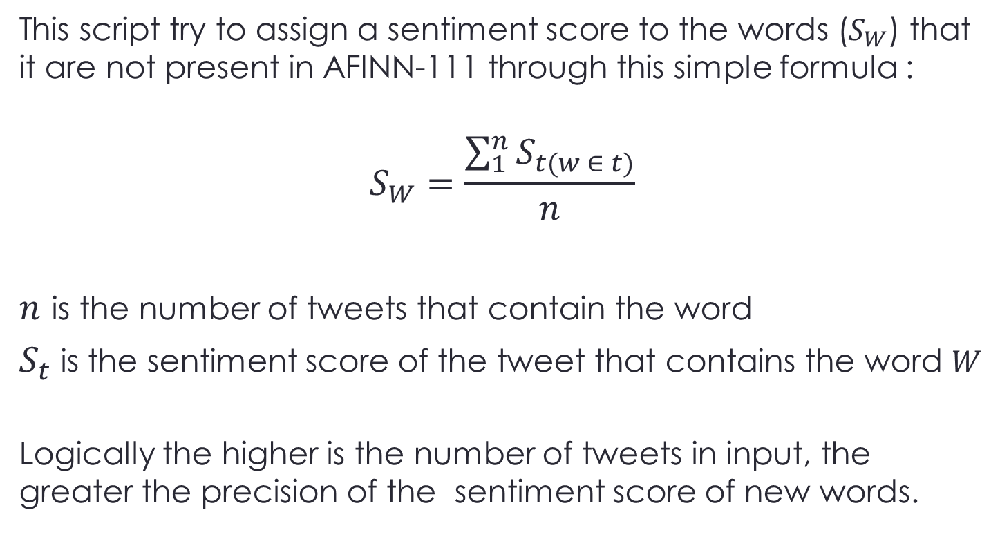 This script try to assign a sentiment score to the words (S_W) that
it are not present in AFINN-111 through this simple formula :
S_W = \frac{\sum_1^n S_{t(w ∈ t)}}{n}
n is the number of tweets that contain the word
S_t is the sentiment score of the tweet that contains the word W
Logically the higher is the number of tweets in input, the
greater the precision of the sentiment score of new words.